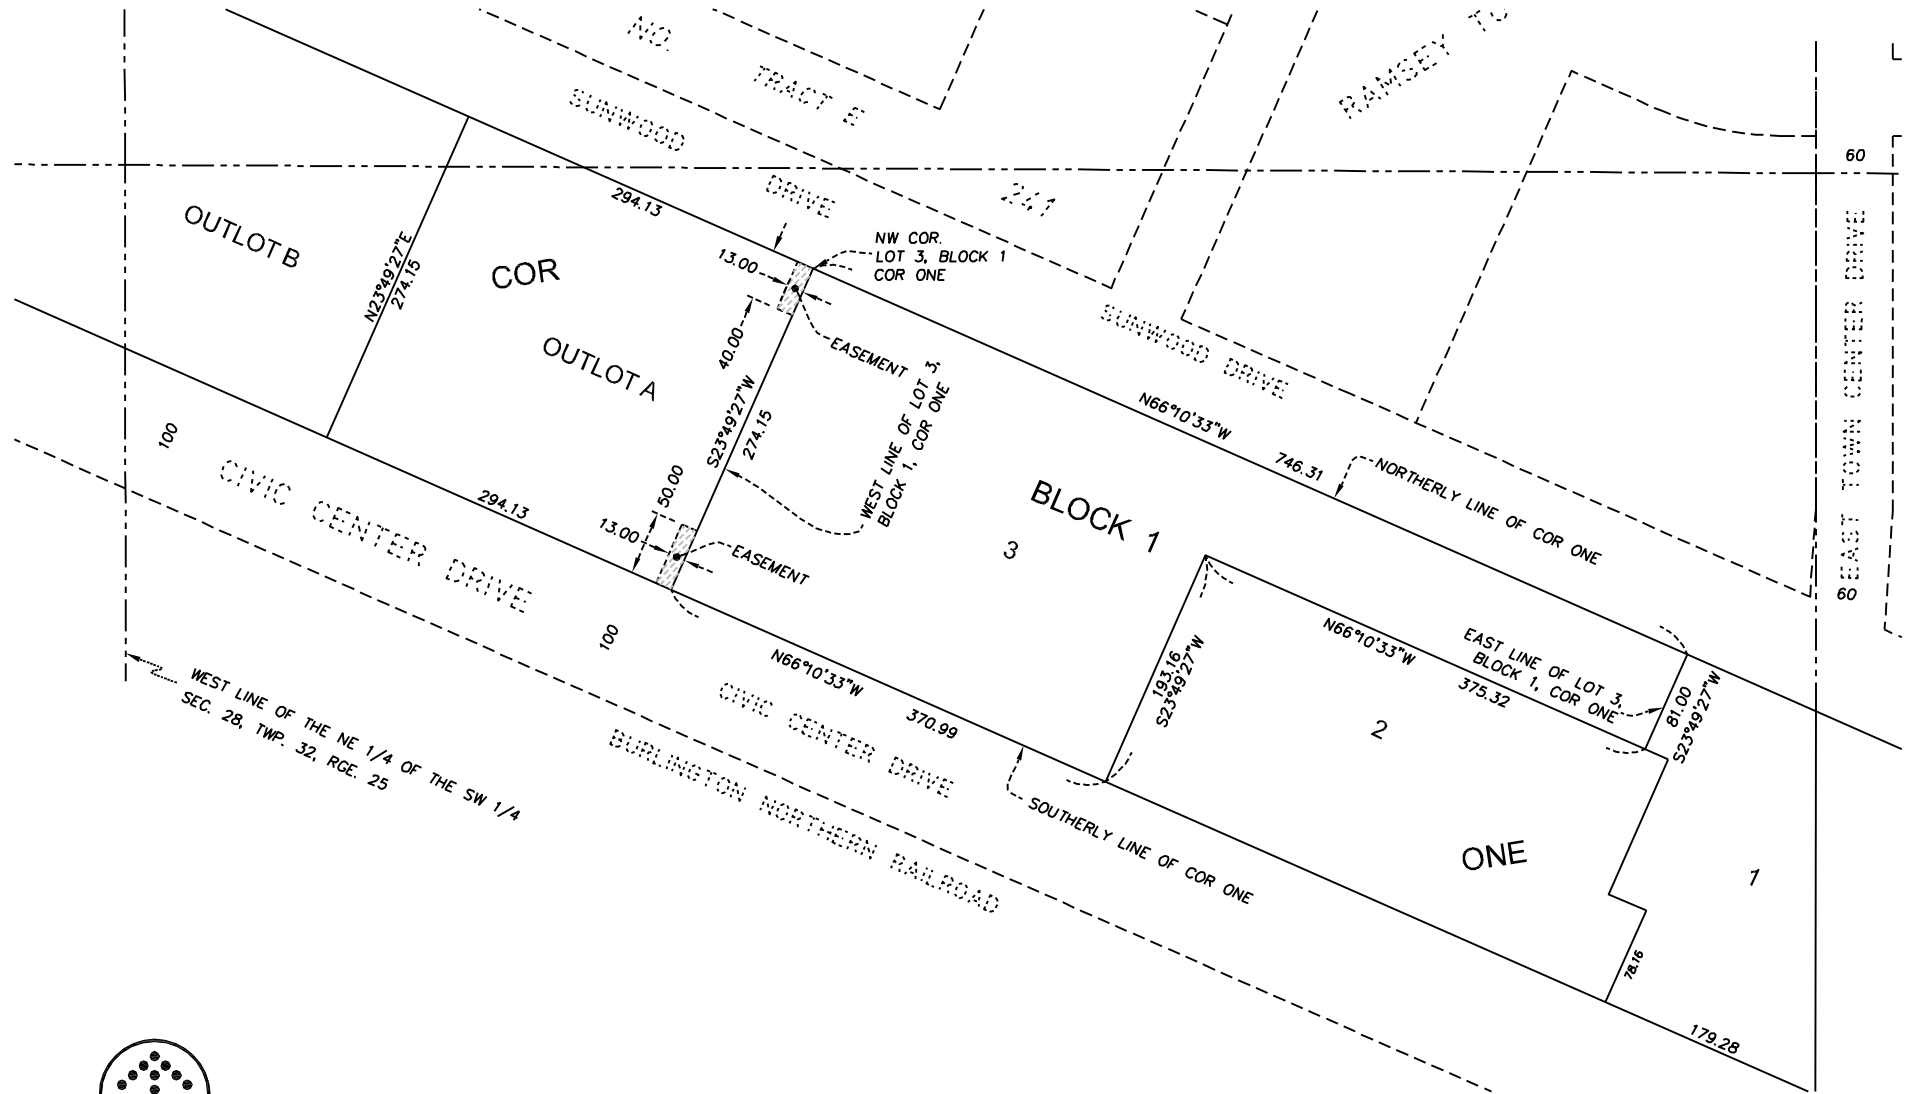 NO.
TRACT E
RAMSEY TO
SUNWOOD
DRIVE
241
60
294.13
OUTLOT B
N23°49'27"E
274.15
COR
13.00
NW COR.
LOT 3, BLOCK 1
COR ONE
EAST TOWN CENTER DRIVE
OUTLOT A
40.00
EASEMENT
SUNWOOD DRIVE
S23°49'27"W
274.15
WEST LINE OF LOT 3,
BLOCK 1, COR ONE
N66°10'33"W
746.31
NORTHERLY LINE OF COR ONE
100
CIVIC CENTER DRIVE
294.13
50.00
13.00
EASEMENT
BLOCK 1
3
60
100
N66°10'33"W
370.99
193.16
S23°49'27"W
N66°10'33"W
375.32
EAST LINE OF LOT 3,
BLOCK 1, COR ONE
81.00
S23°49'27"W
WEST LINE OF THE NE 1/4 OF THE SW 1/4
SEC. 28, TWP. 32, RGE. 25
CIVIC CENTER DRIVE
BURLINGTON NORTHERN RAILROAD
2
SOUTHERLY LINE OF COR ONE
ONE
1
78.16
179.28